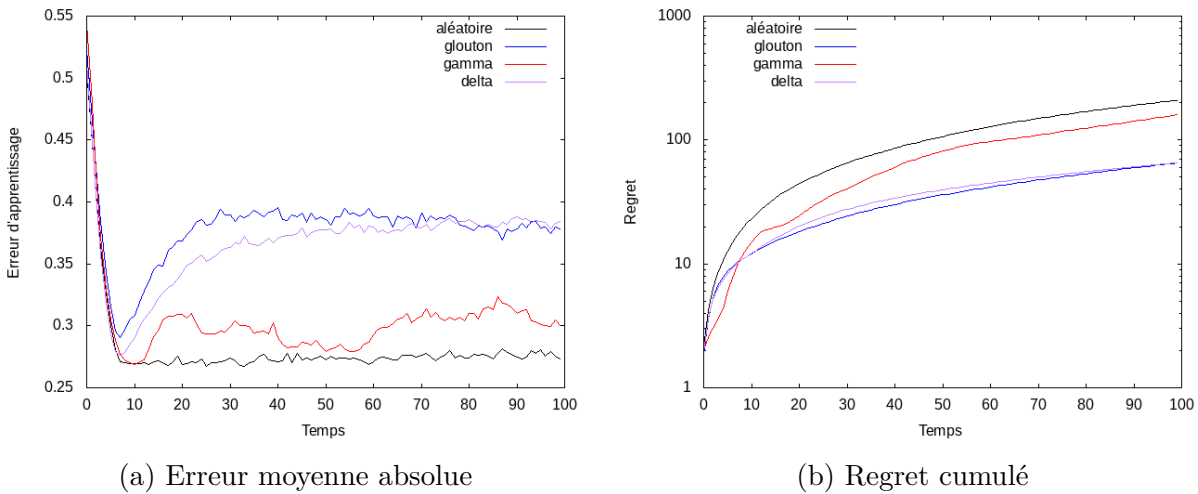 0.55
0.5
0.45
0.4
0.35
0.3
0.25
0 10 20 30 40 50 60 70 80 90 100
Erreur d'apprentissage
Temps
aléatoire
glouton
gamma
delta
(a) Erreur moyenne absolue
1000
100
10
1
0 10 20 30 40 50 60 70 80 90 100
Regret
Temps
aléatoire
glouton
gamma
delta
(b) Regret cumulé